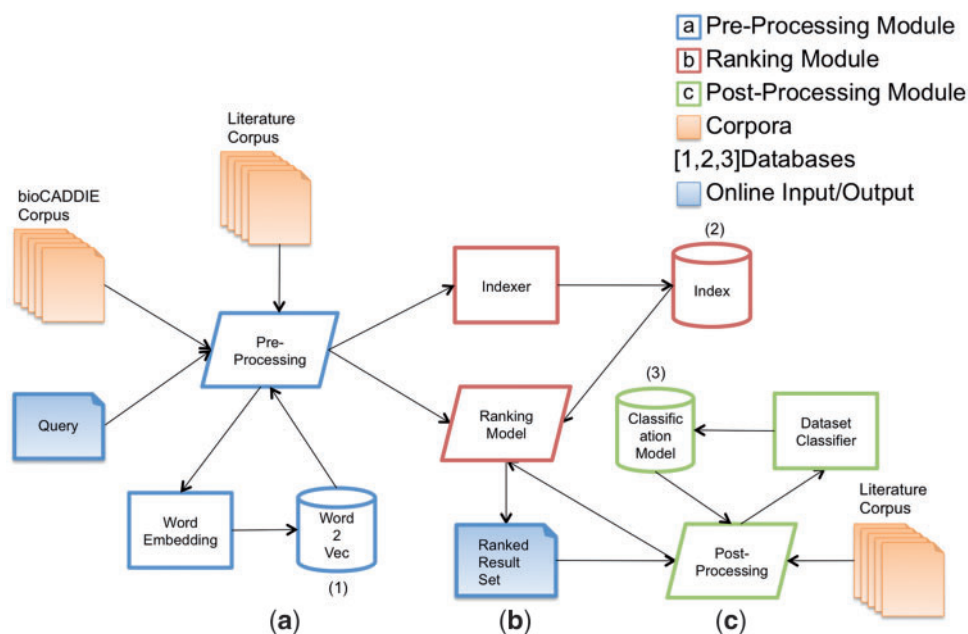 a Pre-Processing Module
b Ranking Module
c Post-Processing Module
Corpora
[1,2,3]Databases
Online Input/Output
Literature
Corpus
bioCADDIE
Corpus
(2)
Indexer
Index
Pre-
Processing
(3)
Query
Ranking
Model
Classific
ation
Model
Dataset
Classifier
Literature
Corpus
Word
Embedding
Word
2
Vec
(1)
Ranked
Result
Set
Post-
Processing
(a)
(b)
(c)